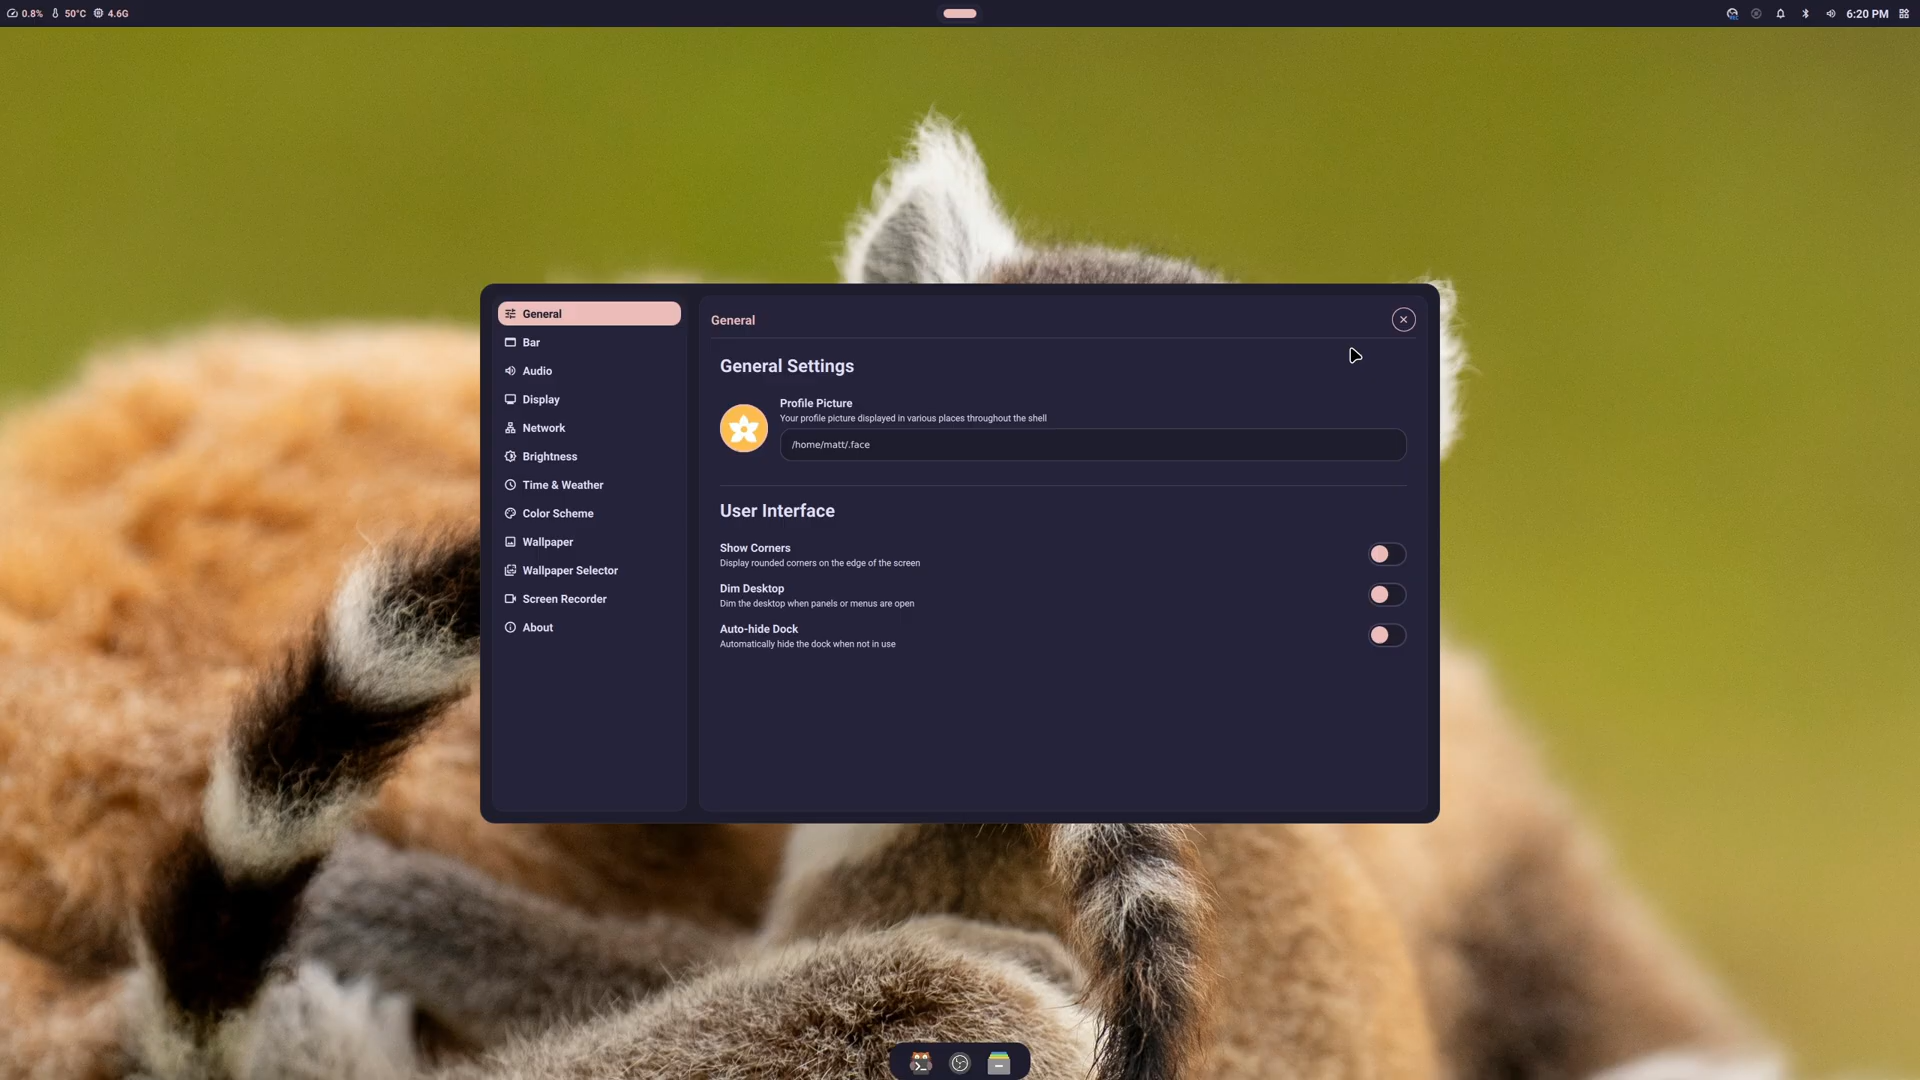 0.8% 50°C 4.6G
6:20 PM
General
Bar
Audio
Display
Network
Brightness
Time & Weather
Color Scheme
Wallpaper
Wallpaper Selector
Screen Recorder
About
General
General Settings
Profile Picture
Your profile picture displayed in various places throughout the shell
/home/matt/.face
User Interface
Show Corners
Display rounded corners on the edge of the screen
Dim Desktop
Dim the desktop when panels or menus are open
Auto-hide Dock
Automatically hide the dock when not in use